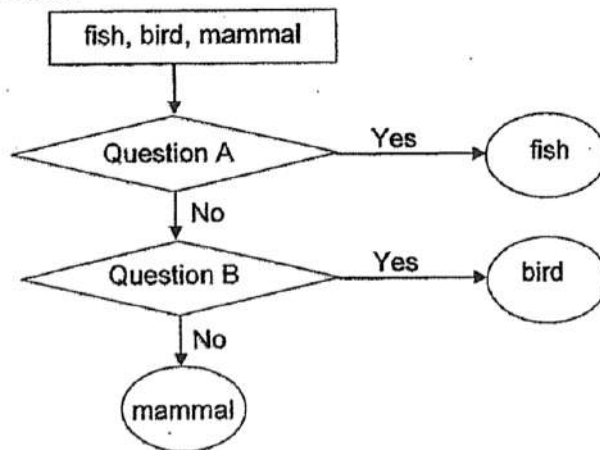 fish, bird, mammal
Question A
Yes
fish
No
Question B
Yes
bird
No
mammal